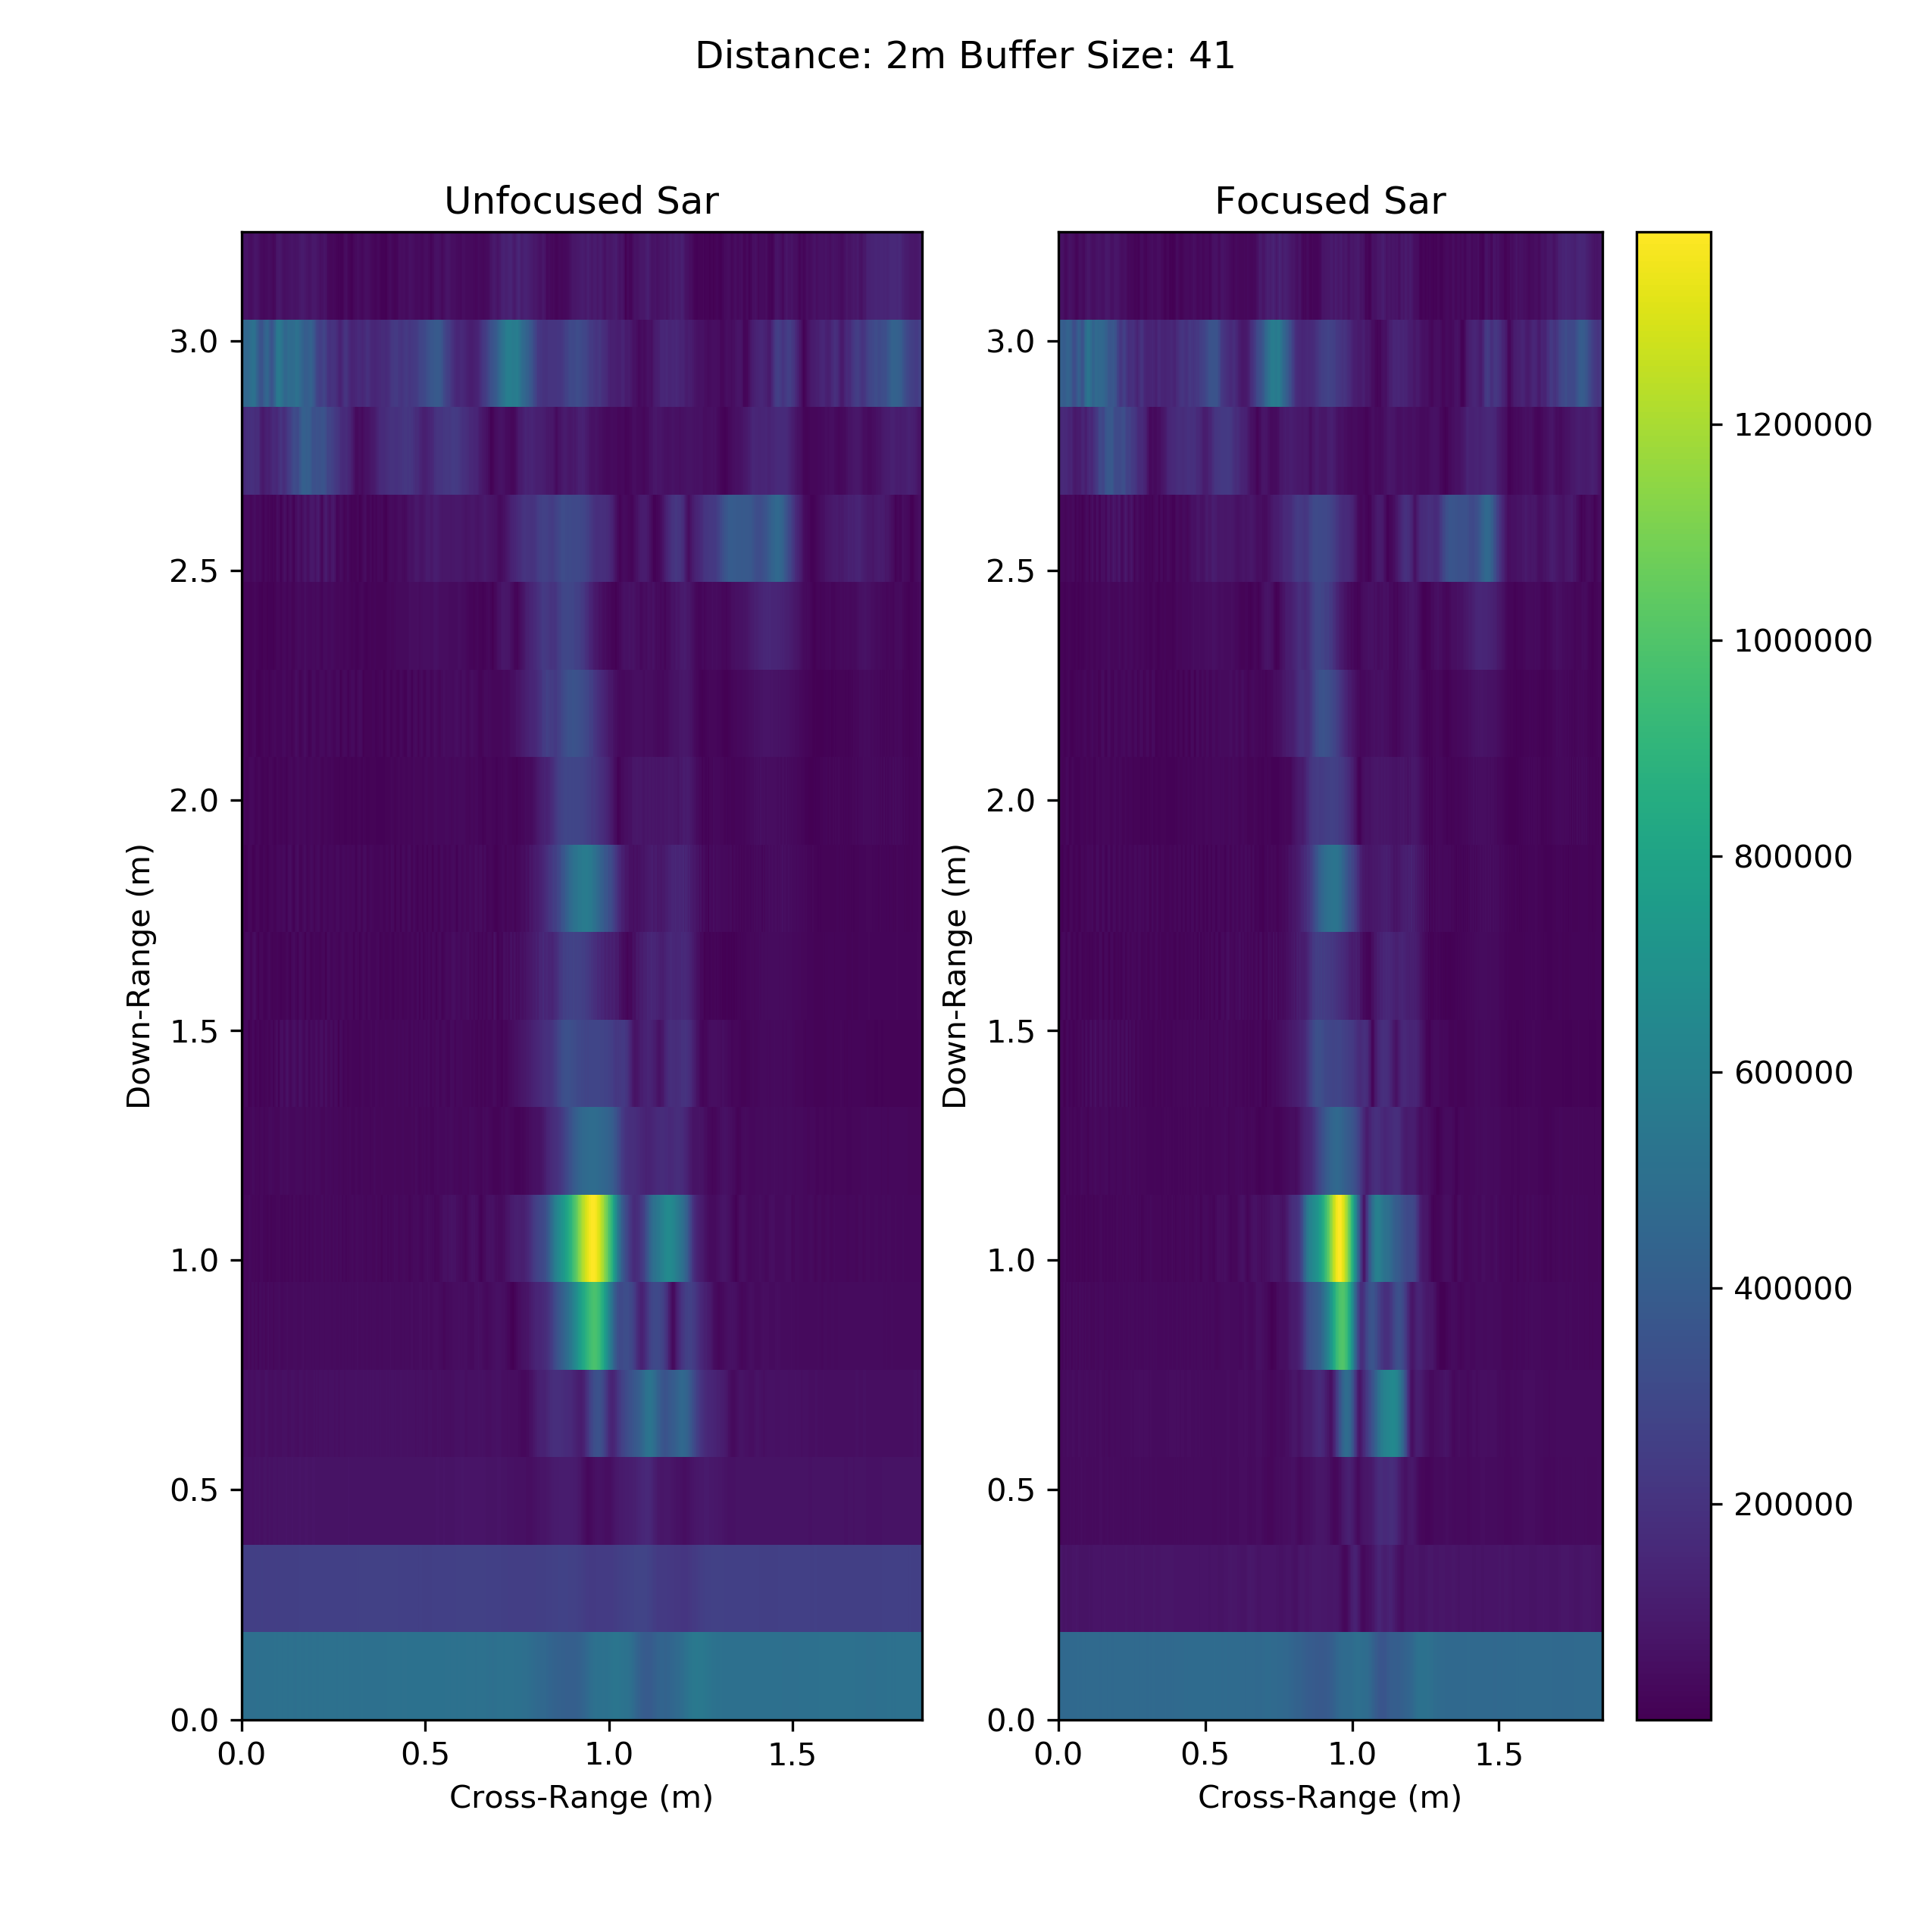 Distance: 2m Buffer Size: 41
Unfocused Sar
Focused Sar
Down-Range (m)
3.0
2.5
2.0
1.5
1.0
0.5
0.0
0.0 0.5 1.0 1.5
Cross-Range (m)
Down-Range (m)
3.0
2.5
2.0
1.5
1.0
0.5
0.0
0.0 0.5 1.0 1.5
Cross-Range (m)
1200000
1000000
800000
600000
400000
200000